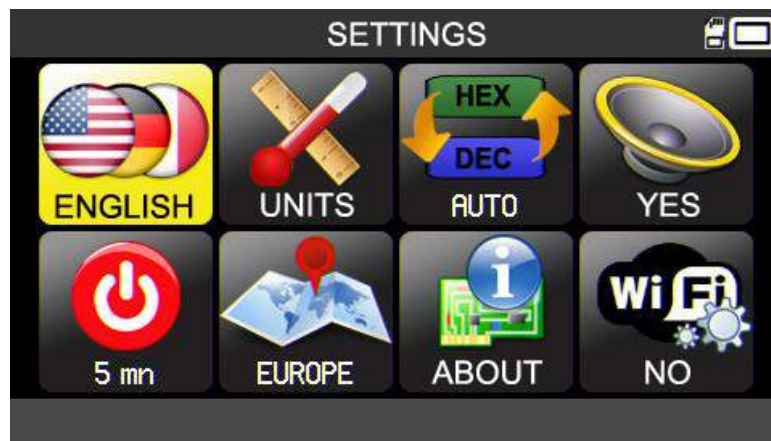 SETTINGS
HEX
DEC
ENGLISH
UNITS
AUTO
YES
i
Wi Fi
5 mn
EUROPE
ABOUT
NO